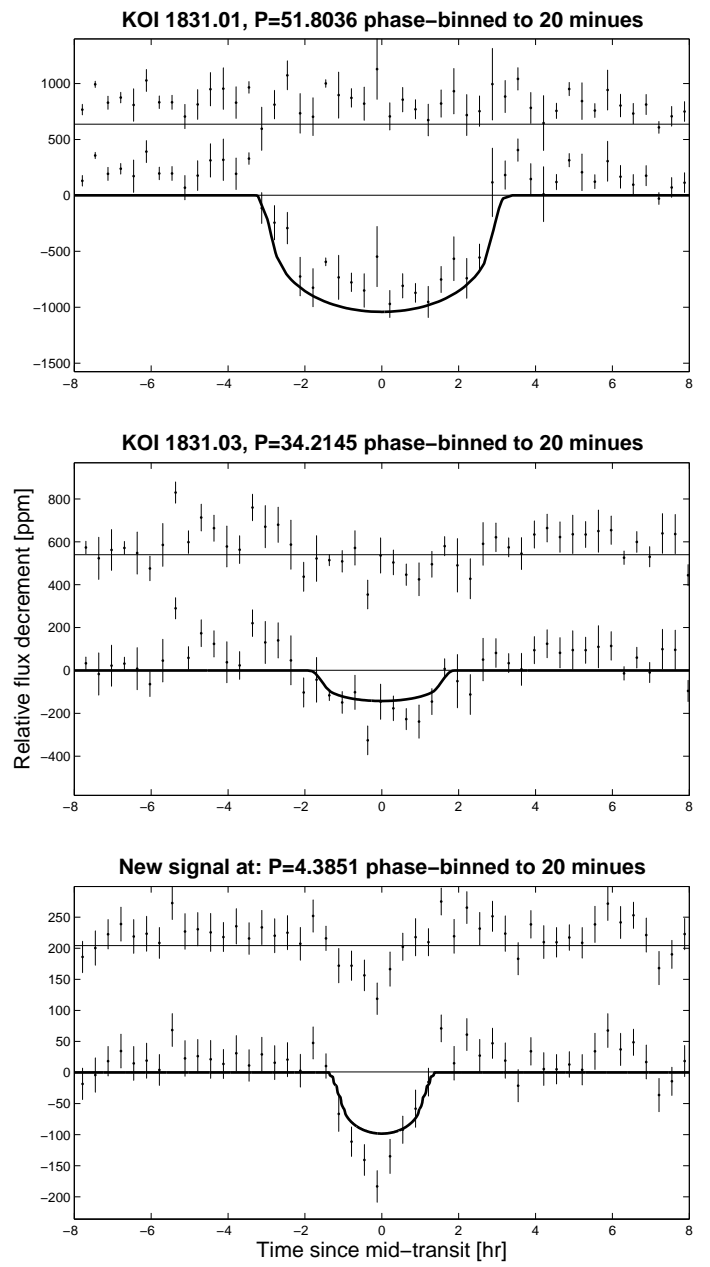 KOI 1831.01, P=51.8036 phase−binned to 20 minues
1000
500
0
−500
−1000
−1500
−8 −6 −4 −2 0 2 4 6 8
KOI 1831.03, P=34.2145 phase−binned to 20 minues
Relative flux decrement [ppm]
800
600
400
200
0
−200
−400
−8 −6 −4 −2 0 2 4 6 8
New signal at: P=4.3851 phase−binned to 20 minues
250
200
150
100
50
0
−50
−100
−150
−200
−8 −6 −4 −2 0 2 4 6 8
Time since mid−transit [hr]